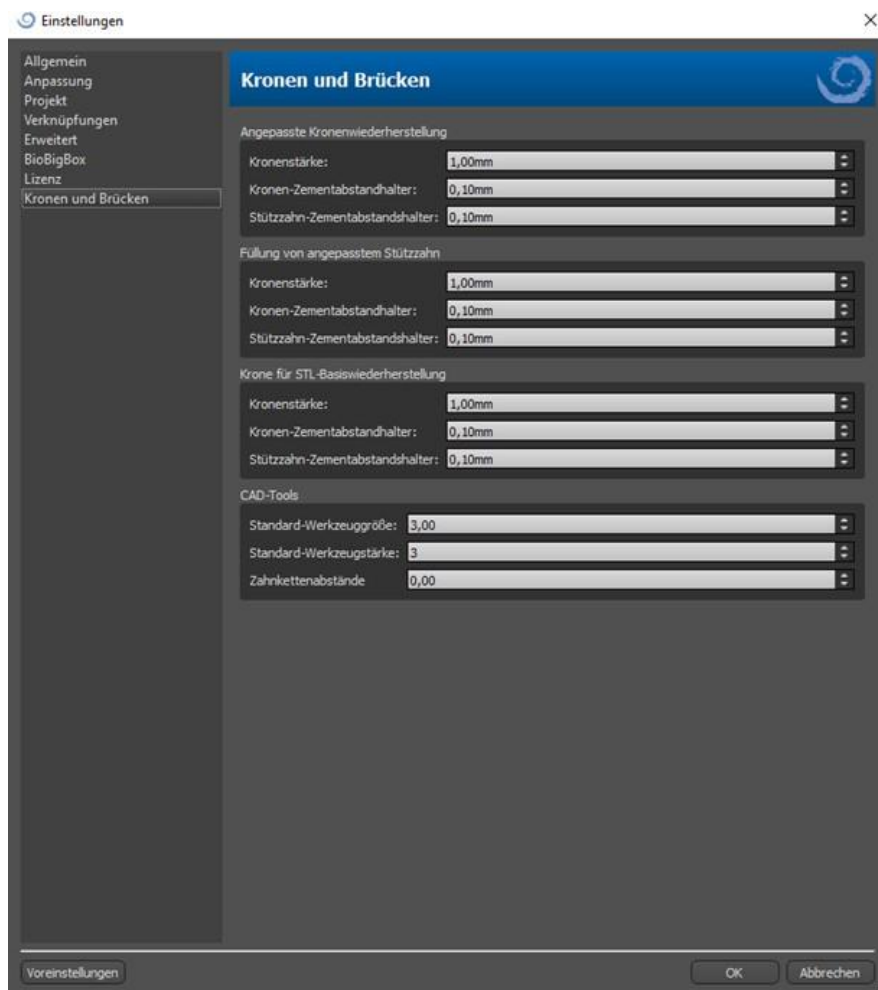 Einstellungen
Allgemein
Anpassung
Projekt
Verknüpfungen
Erweitert
BioBigBox
Lizenz
Kronen und Brücken
Kronen und Brücken
Angepasste Kronenwiederherstellung
Kronenstärke: 1,00mm
Kronen-Zementabstandhalter: 0,10mm
Stützzahn-Zementabstandshalter: 0,10mm
Füllung von angepasstem Stützzahn
Kronenstärke: 1,00mm
Kronen-Zementabstandhalter: 0,10mm
Stützzahn-Zementabstandshalter: 0,10mm
Krone für STL-Basiswiederherstellung
Kronenstärke: 1,00mm
Kronen-Zementabstandhalter: 0,10mm
Stützzahn-Zementabstandshalter: 0,10mm
CAD-Tools
Standard-Werkzeuggröße: 3,00
Standard-Werkzeugstärke: 3
Zahnkettenabstände 0,00
Voreinstellungen OK Abbrechen